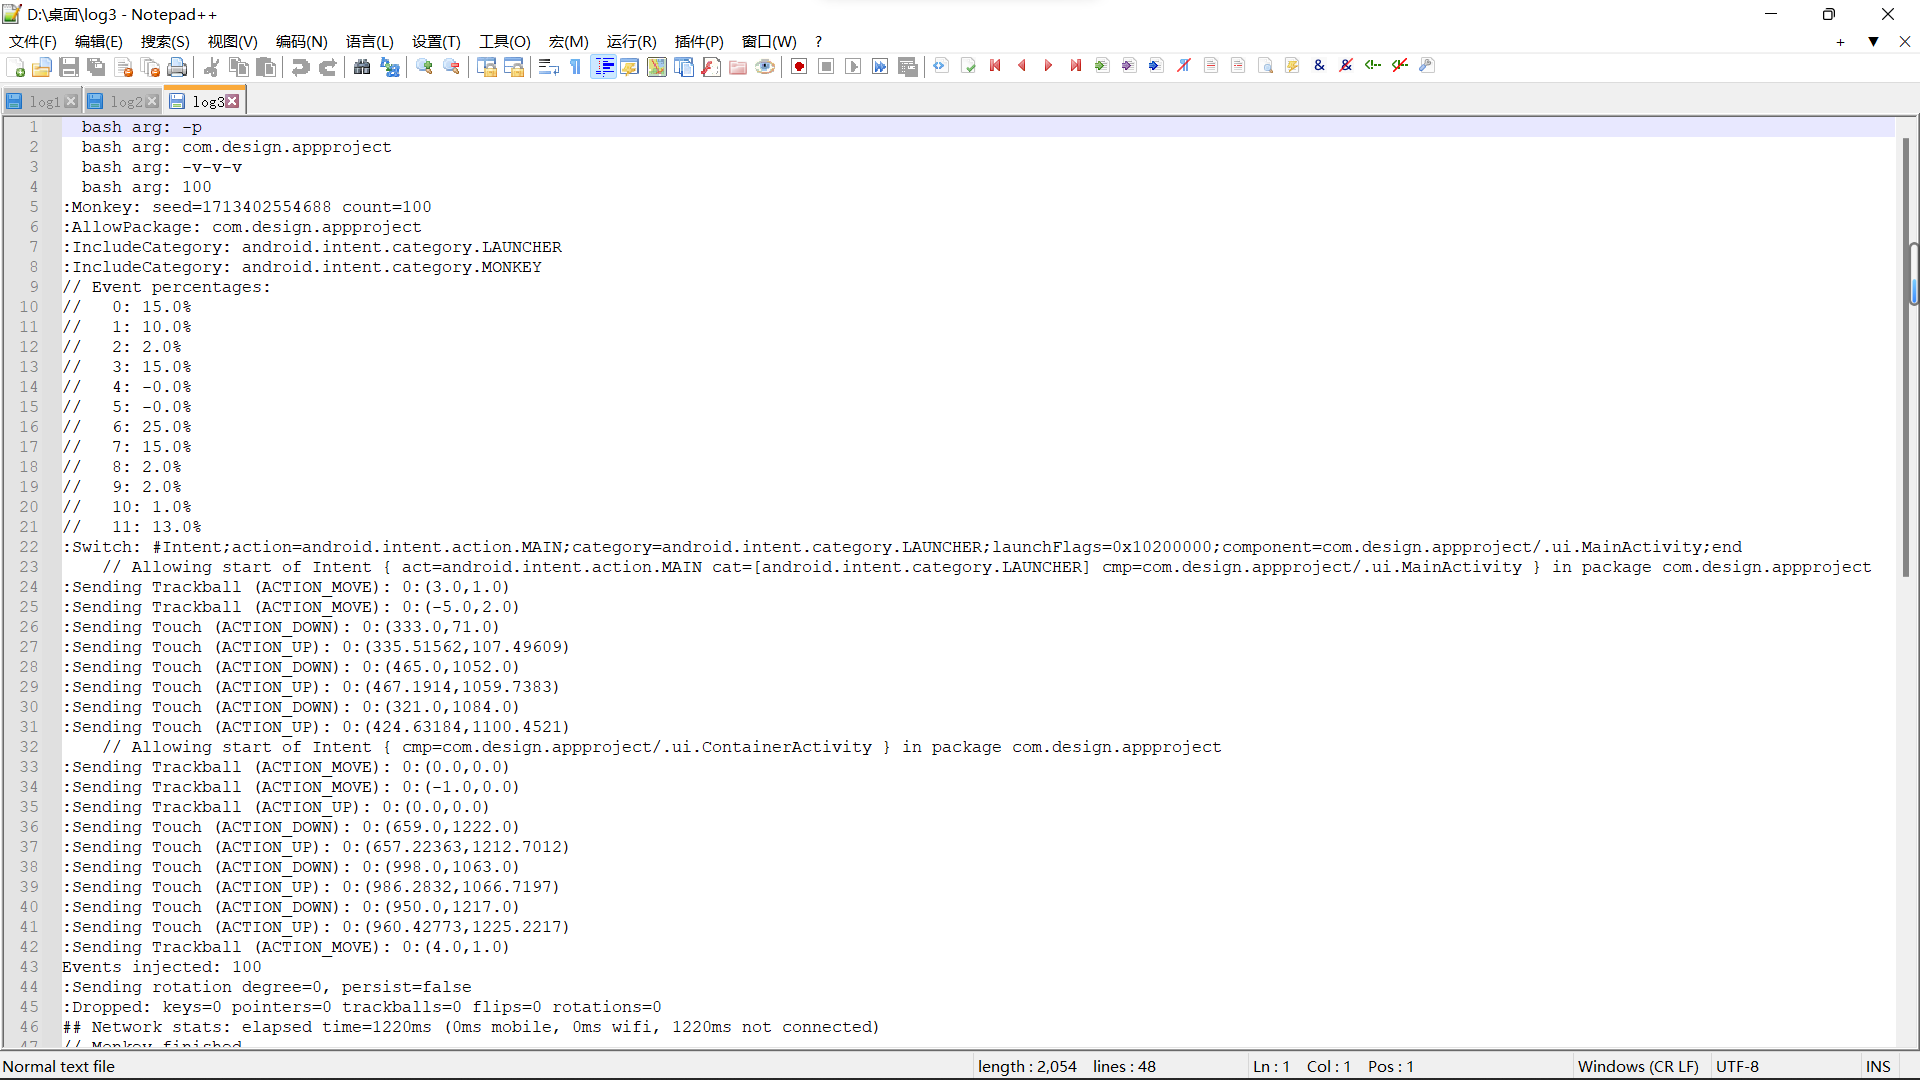 D:\桌面\log3 - Notepad++
文件(F) 编辑(E) 搜索(S) 视图(V) 编码(N) 语言(L) 设置(T) 工具(O) 宏(M) 运行(R) 插件(P) 窗口(W) ?
log1 log2 log3
1 bash arg: -p
2 bash arg: com.design.appproject
3 bash arg: -v-v-v
4 bash arg: 100
5 :Monkey: seed=1713402554688 count=100
6 :AllowPackage: com.design.appproject
7 :IncludeCategory: android.intent.category.LAUNCHER
8 :IncludeCategory: android.intent.category.MONKEY
9 // Event percentages:
10 //   0: 15.0%
11 //   1: 10.0%
12 //   2: 2.0%
13 //   3: 15.0%
14 //   4: -0.0%
15 //   5: -0.0%
16 //   6: 25.0%
17 //   7: 15.0%
18 //   8: 2.0%
19 //   9: 2.0%
20 //   10: 1.0%
21 //   11: 13.0%
22 :Switch: #Intent;action=android.intent.action.MAIN;category=android.intent.category.LAUNCHER;launchFlags=0x10200000;component=com.design.appproject/.ui.MainActivity;end
23     // Allowing start of Intent { act=android.intent.action.MAIN cat=[android.intent.category.LAUNCHER] cmp=com.design.appproject/.ui.MainActivity } in package com.design.appproject
24 :Sending Trackball (ACTION_MOVE): 0:(3.0,1.0)
25 :Sending Trackball (ACTION_MOVE): 0:(-5.0,2.0)
26 :Sending Touch (ACTION_DOWN): 0:(333.0,71.0)
27 :Sending Touch (ACTION_UP): 0:(335.51562,107.49609)
28 :Sending Touch (ACTION_DOWN): 0:(465.0,1052.0)
29 :Sending Touch (ACTION_UP): 0:(467.1914,1059.7383)
30 :Sending Touch (ACTION_DOWN): 0:(321.0,1084.0)
31 :Sending Touch (ACTION_UP): 0:(424.63184,1100.4521)
32     // Allowing start of Intent { cmp=com.design.appproject/.ui.ContainerActivity } in package com.design.appproject
33 :Sending Trackball (ACTION_MOVE): 0:(0.0,0.0)
34 :Sending Trackball (ACTION_MOVE): 0:(-1.0,0.0)
35 :Sending Trackball (ACTION_UP): 0:(0.0,0.0)
36 :Sending Touch (ACTION_DOWN): 0:(659.0,1222.0)
37 :Sending Touch (ACTION_UP): 0:(657.22363,1212.7012)
38 :Sending Touch (ACTION_DOWN): 0:(998.0,1063.0)
39 :Sending Touch (ACTION_UP): 0:(986.2832,1066.7197)
40 :Sending Touch (ACTION_DOWN): 0:(950.0,1217.0)
41 :Sending Touch (ACTION_UP): 0:(960.42773,1225.2217)
42 :Sending Trackball (ACTION_MOVE): 0:(4.0,1.0)
43 Events injected: 100
44 :Sending rotation degree=0, persist=false
45 :Dropped: keys=0 pointers=0 trackballs=0 flips=0 rotations=0
46 ## Network stats: elapsed time=1220ms (0ms mobile, 0ms wifi, 1220ms not connected)
47 // Monkey finished
Normal text file length : 2,054 lines : 48 Ln : 1 Col : 1 Pos : 1 Windows (CR LF) UTF-8 INS